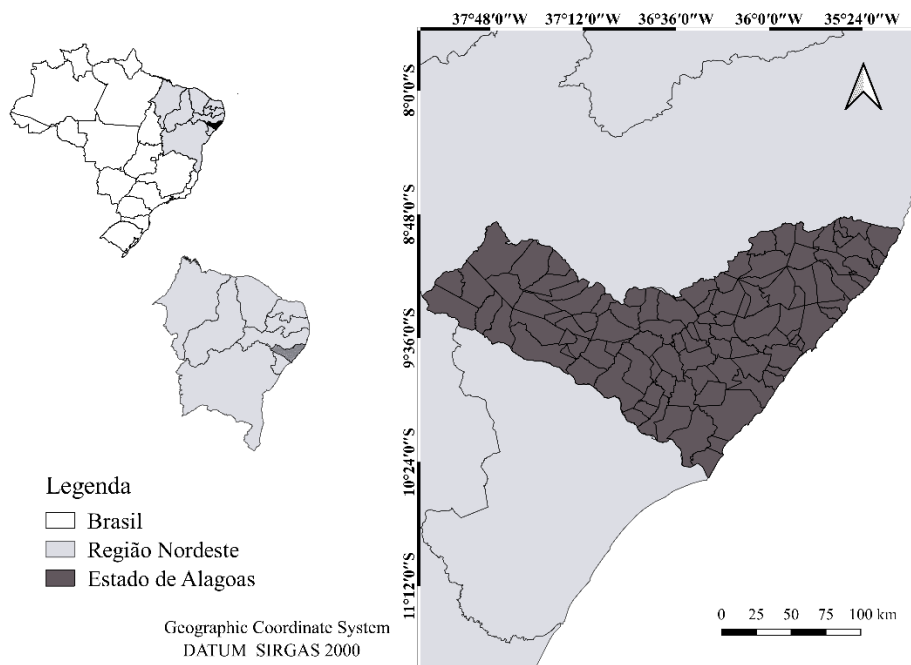 37°48'0"W 37°12'0"W 36°36'0"W 36°0'0"W 35°24'0"W
8°0'0"S
8°48'0"S
9°36'0"S
10°24'0"S
11°12'0"S
Legenda
Brasil
Região Nordeste
Estado de Alagoas
Geographic Coordinate System
DATUM SIRGAS 2000
0 25 50 75 100 km